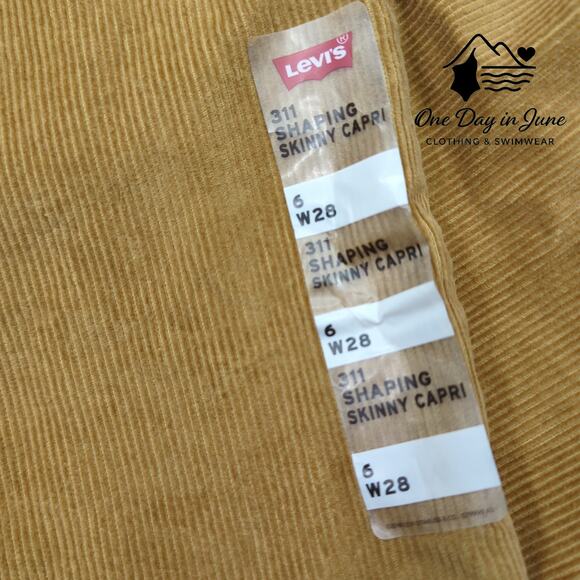 Levi's®
311
SHAPING
SKINNY CAPRI
6
W28
311
SHAPING
SKINNY CAPRI
6
W28
311
SHAPING
SKINNY CAPRI
6
W28
One Day in June
CLOTHING & SWIMWEAR